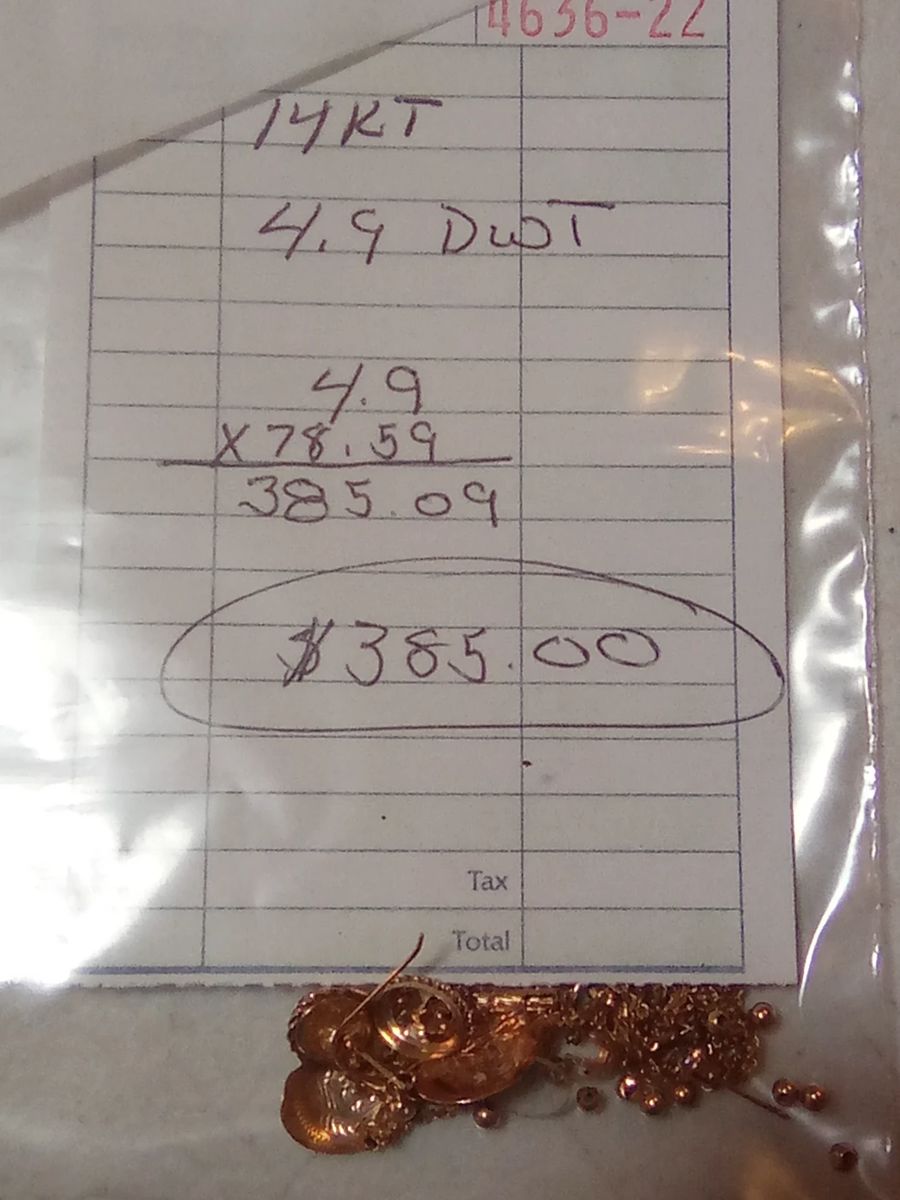 4636-22
14KT
4.9 DWT
4.9
X78.59
385.09
$385.00
Tax
Total